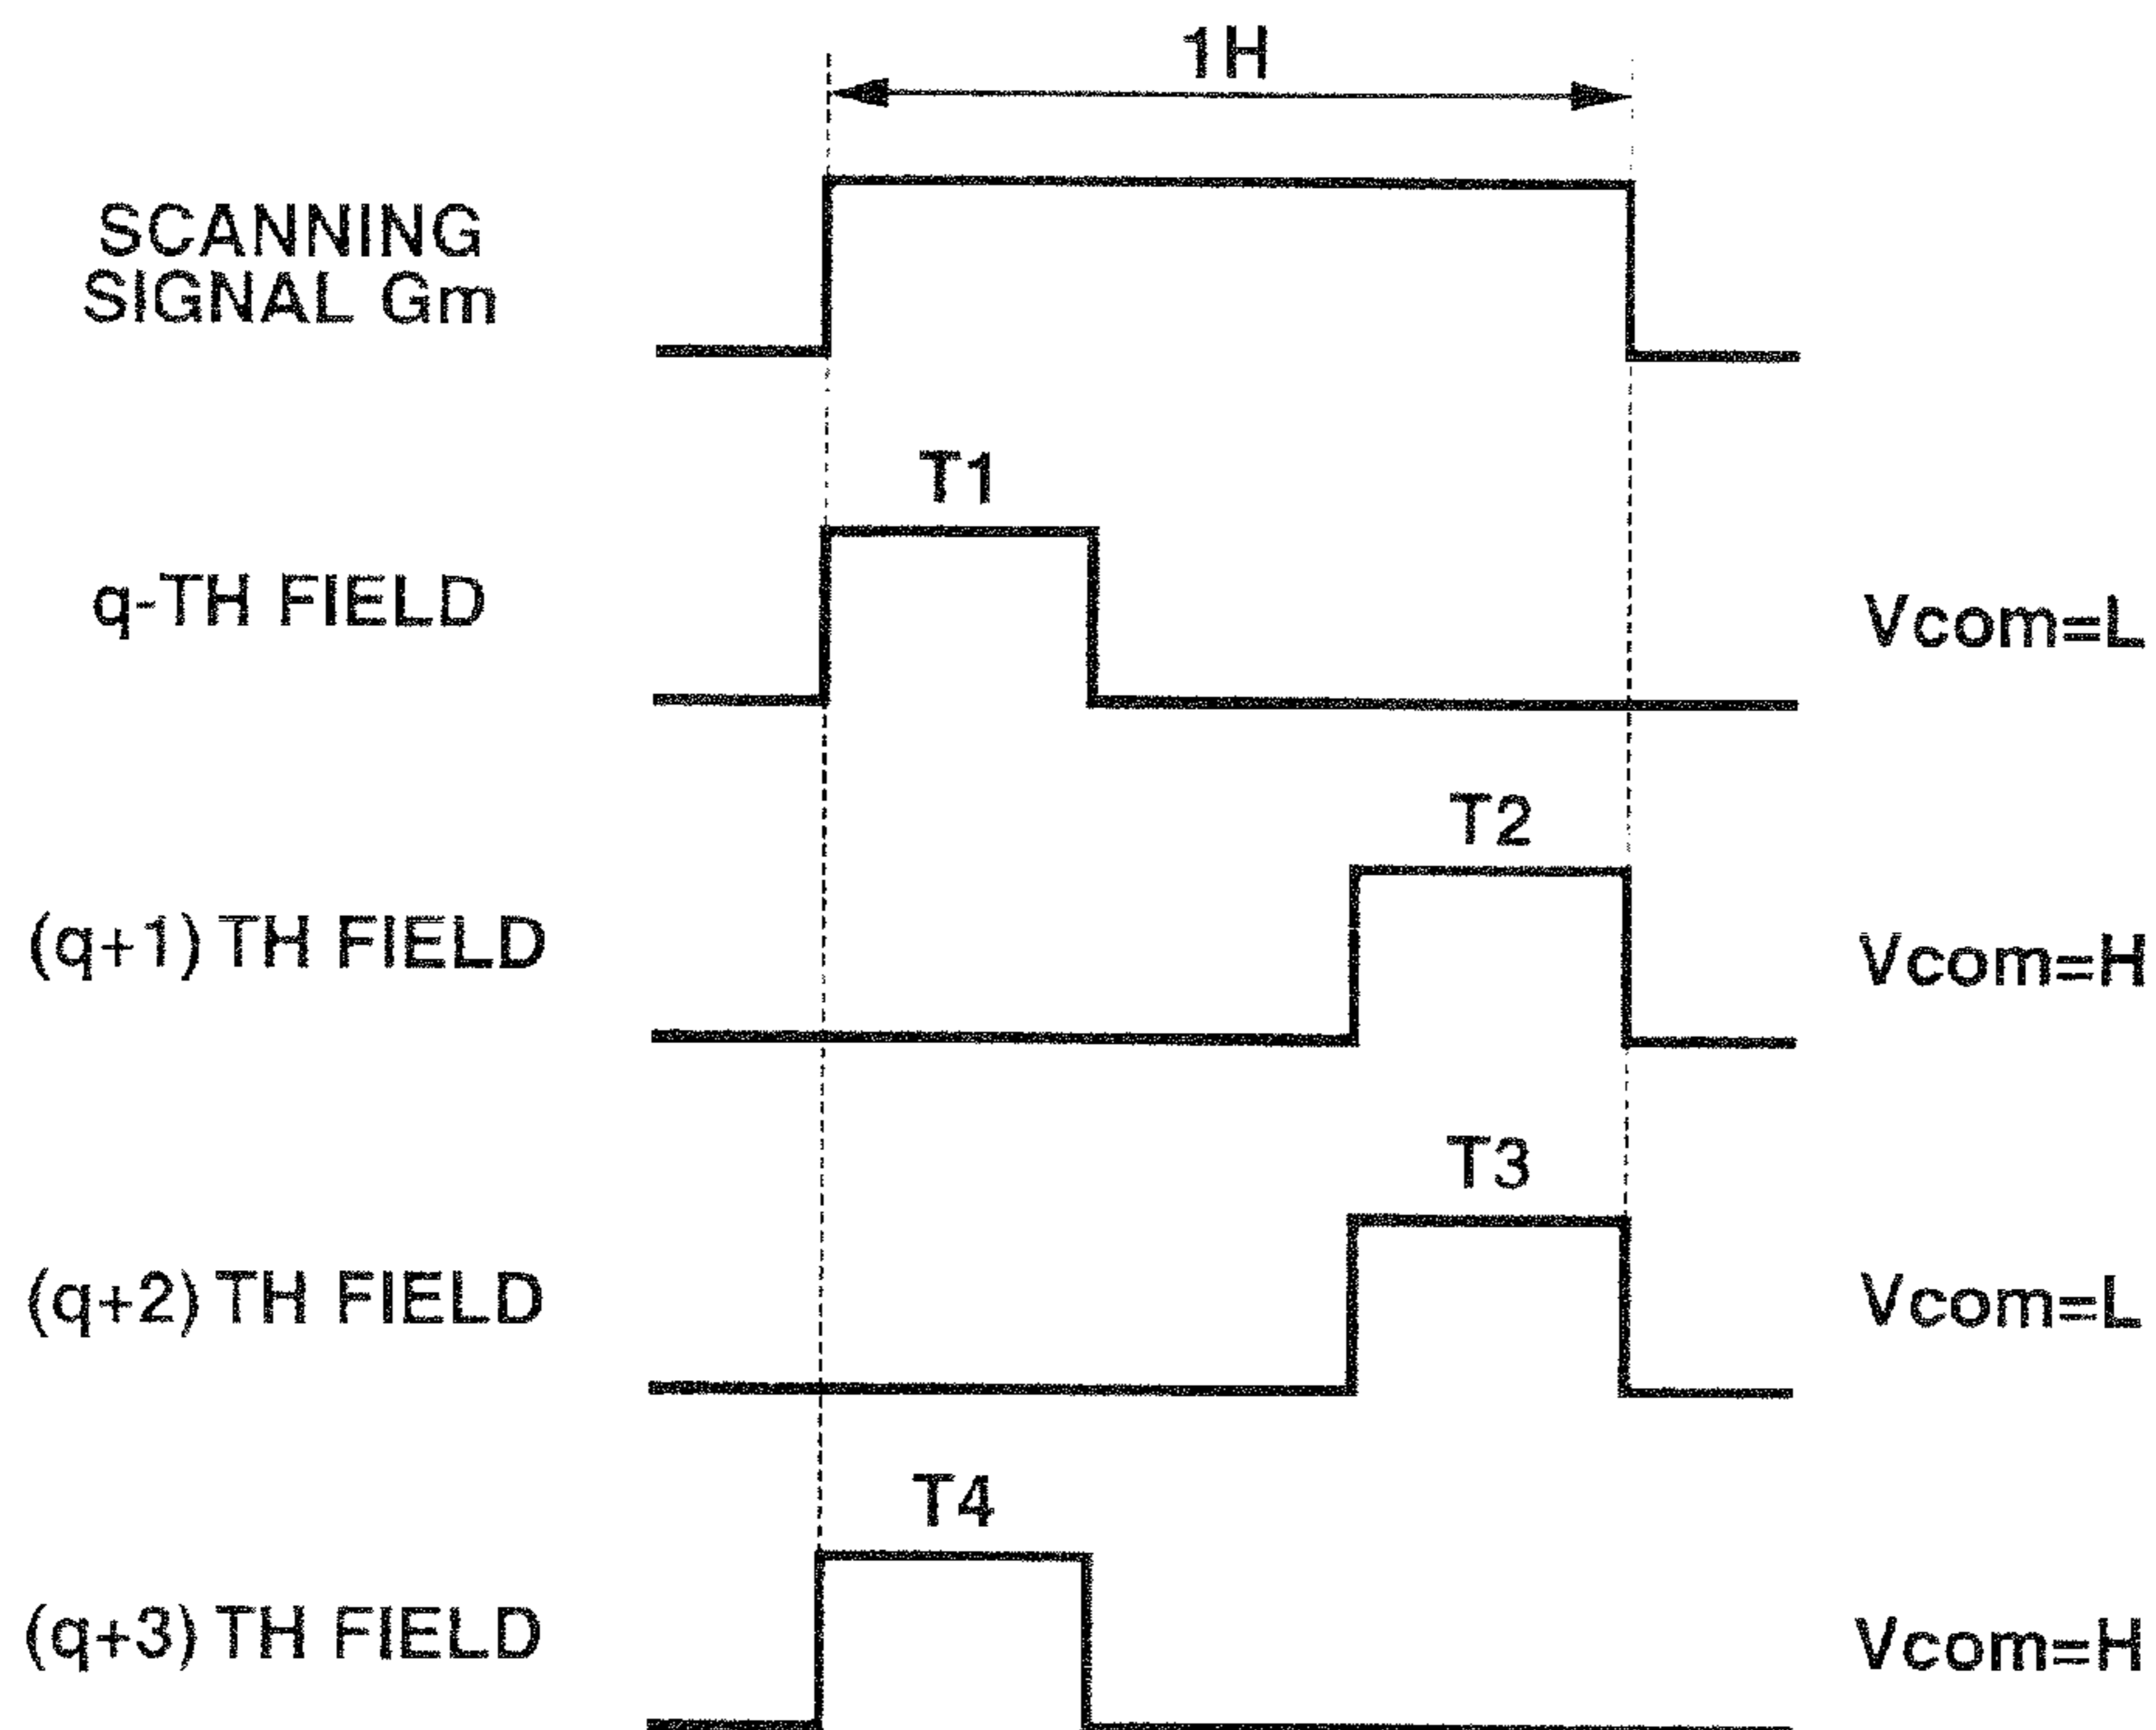 1H
SCANNING
SIGNAL Gm
T1
q-TH FIELD
Vcom=L
T2
(q+1) TH FIELD
Vcom=H
T3
(q+2) TH FIELD
Vcom=L
T4
(q+3) TH FIELD
Vcom=H